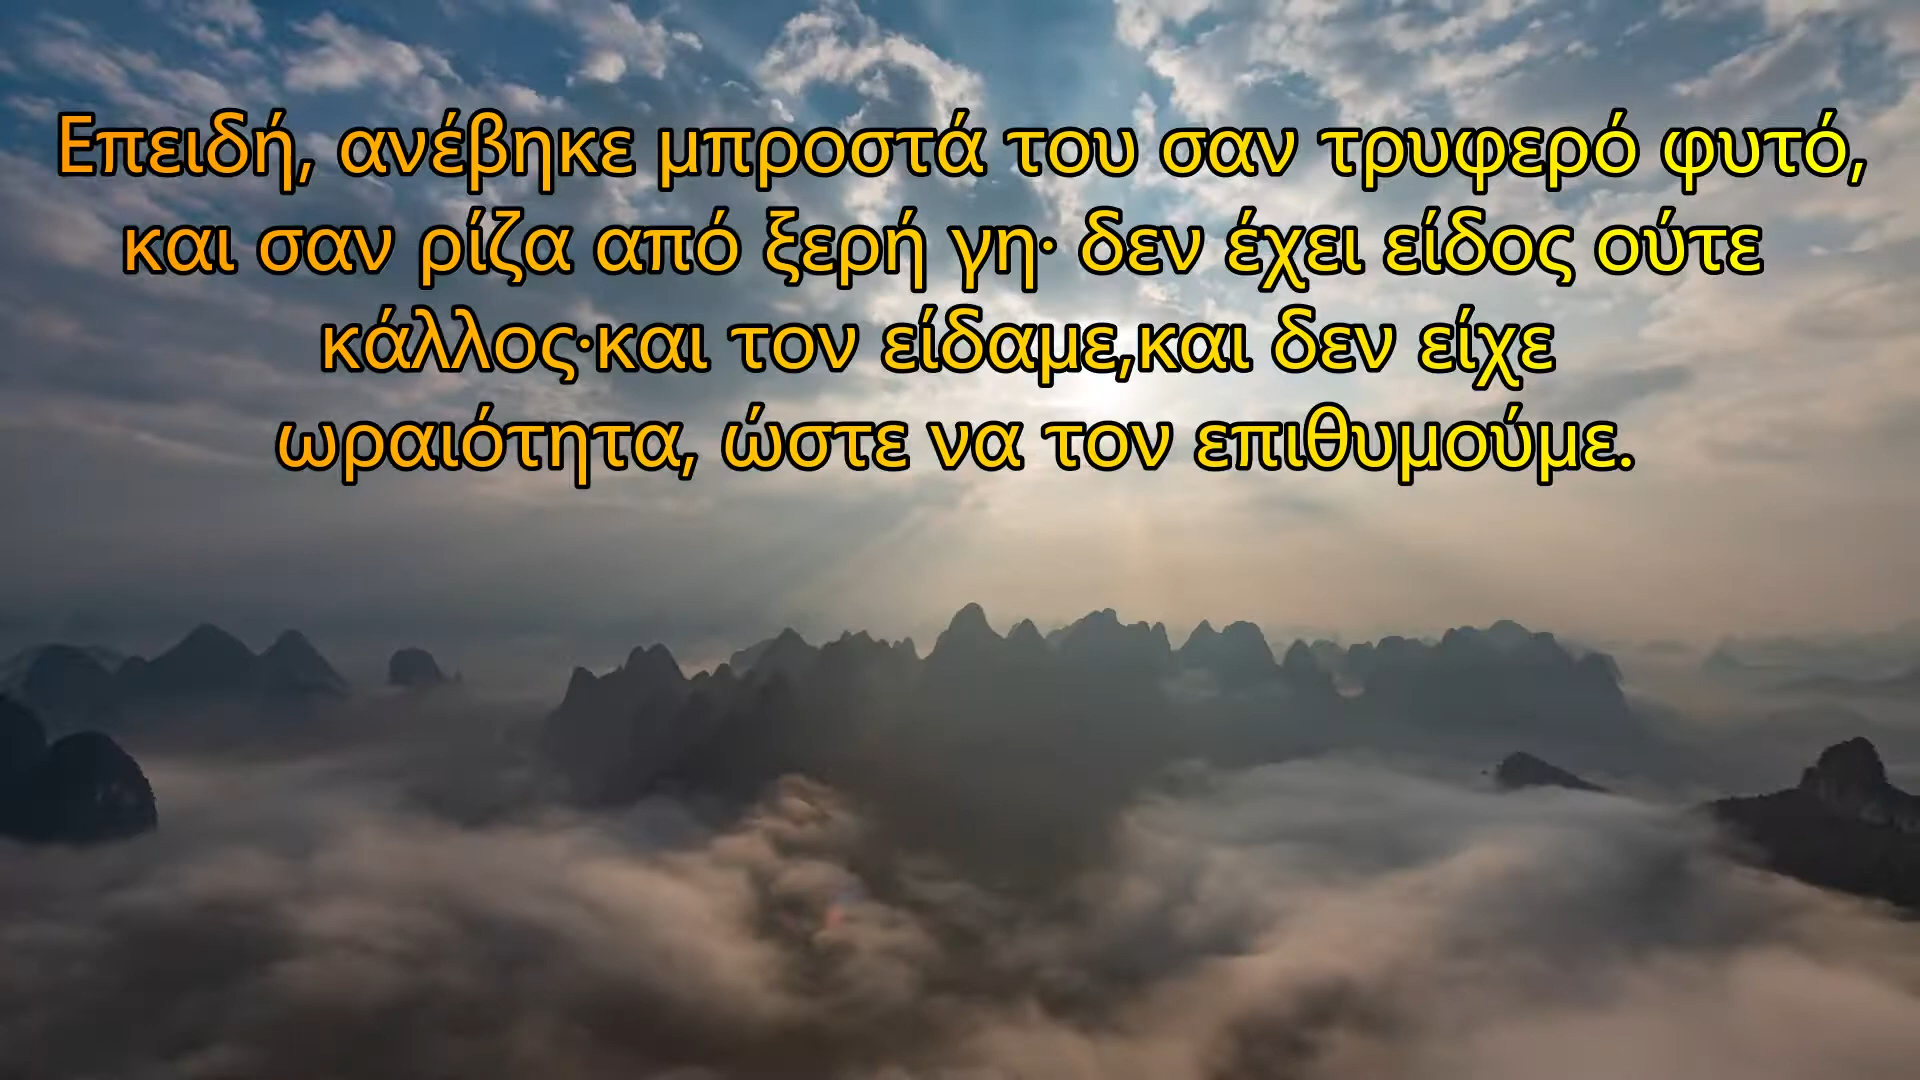 Επειδή, ανέβηκε μπροστά του σαν τρυφερό φυτό,
και σαν ρίζα από ξερή γη· δεν έχει είδος ούτε
κάλλος·και τον είδαμε,και δεν είχε
ωραιότητα, ώστε να τον επιθυμούμε.